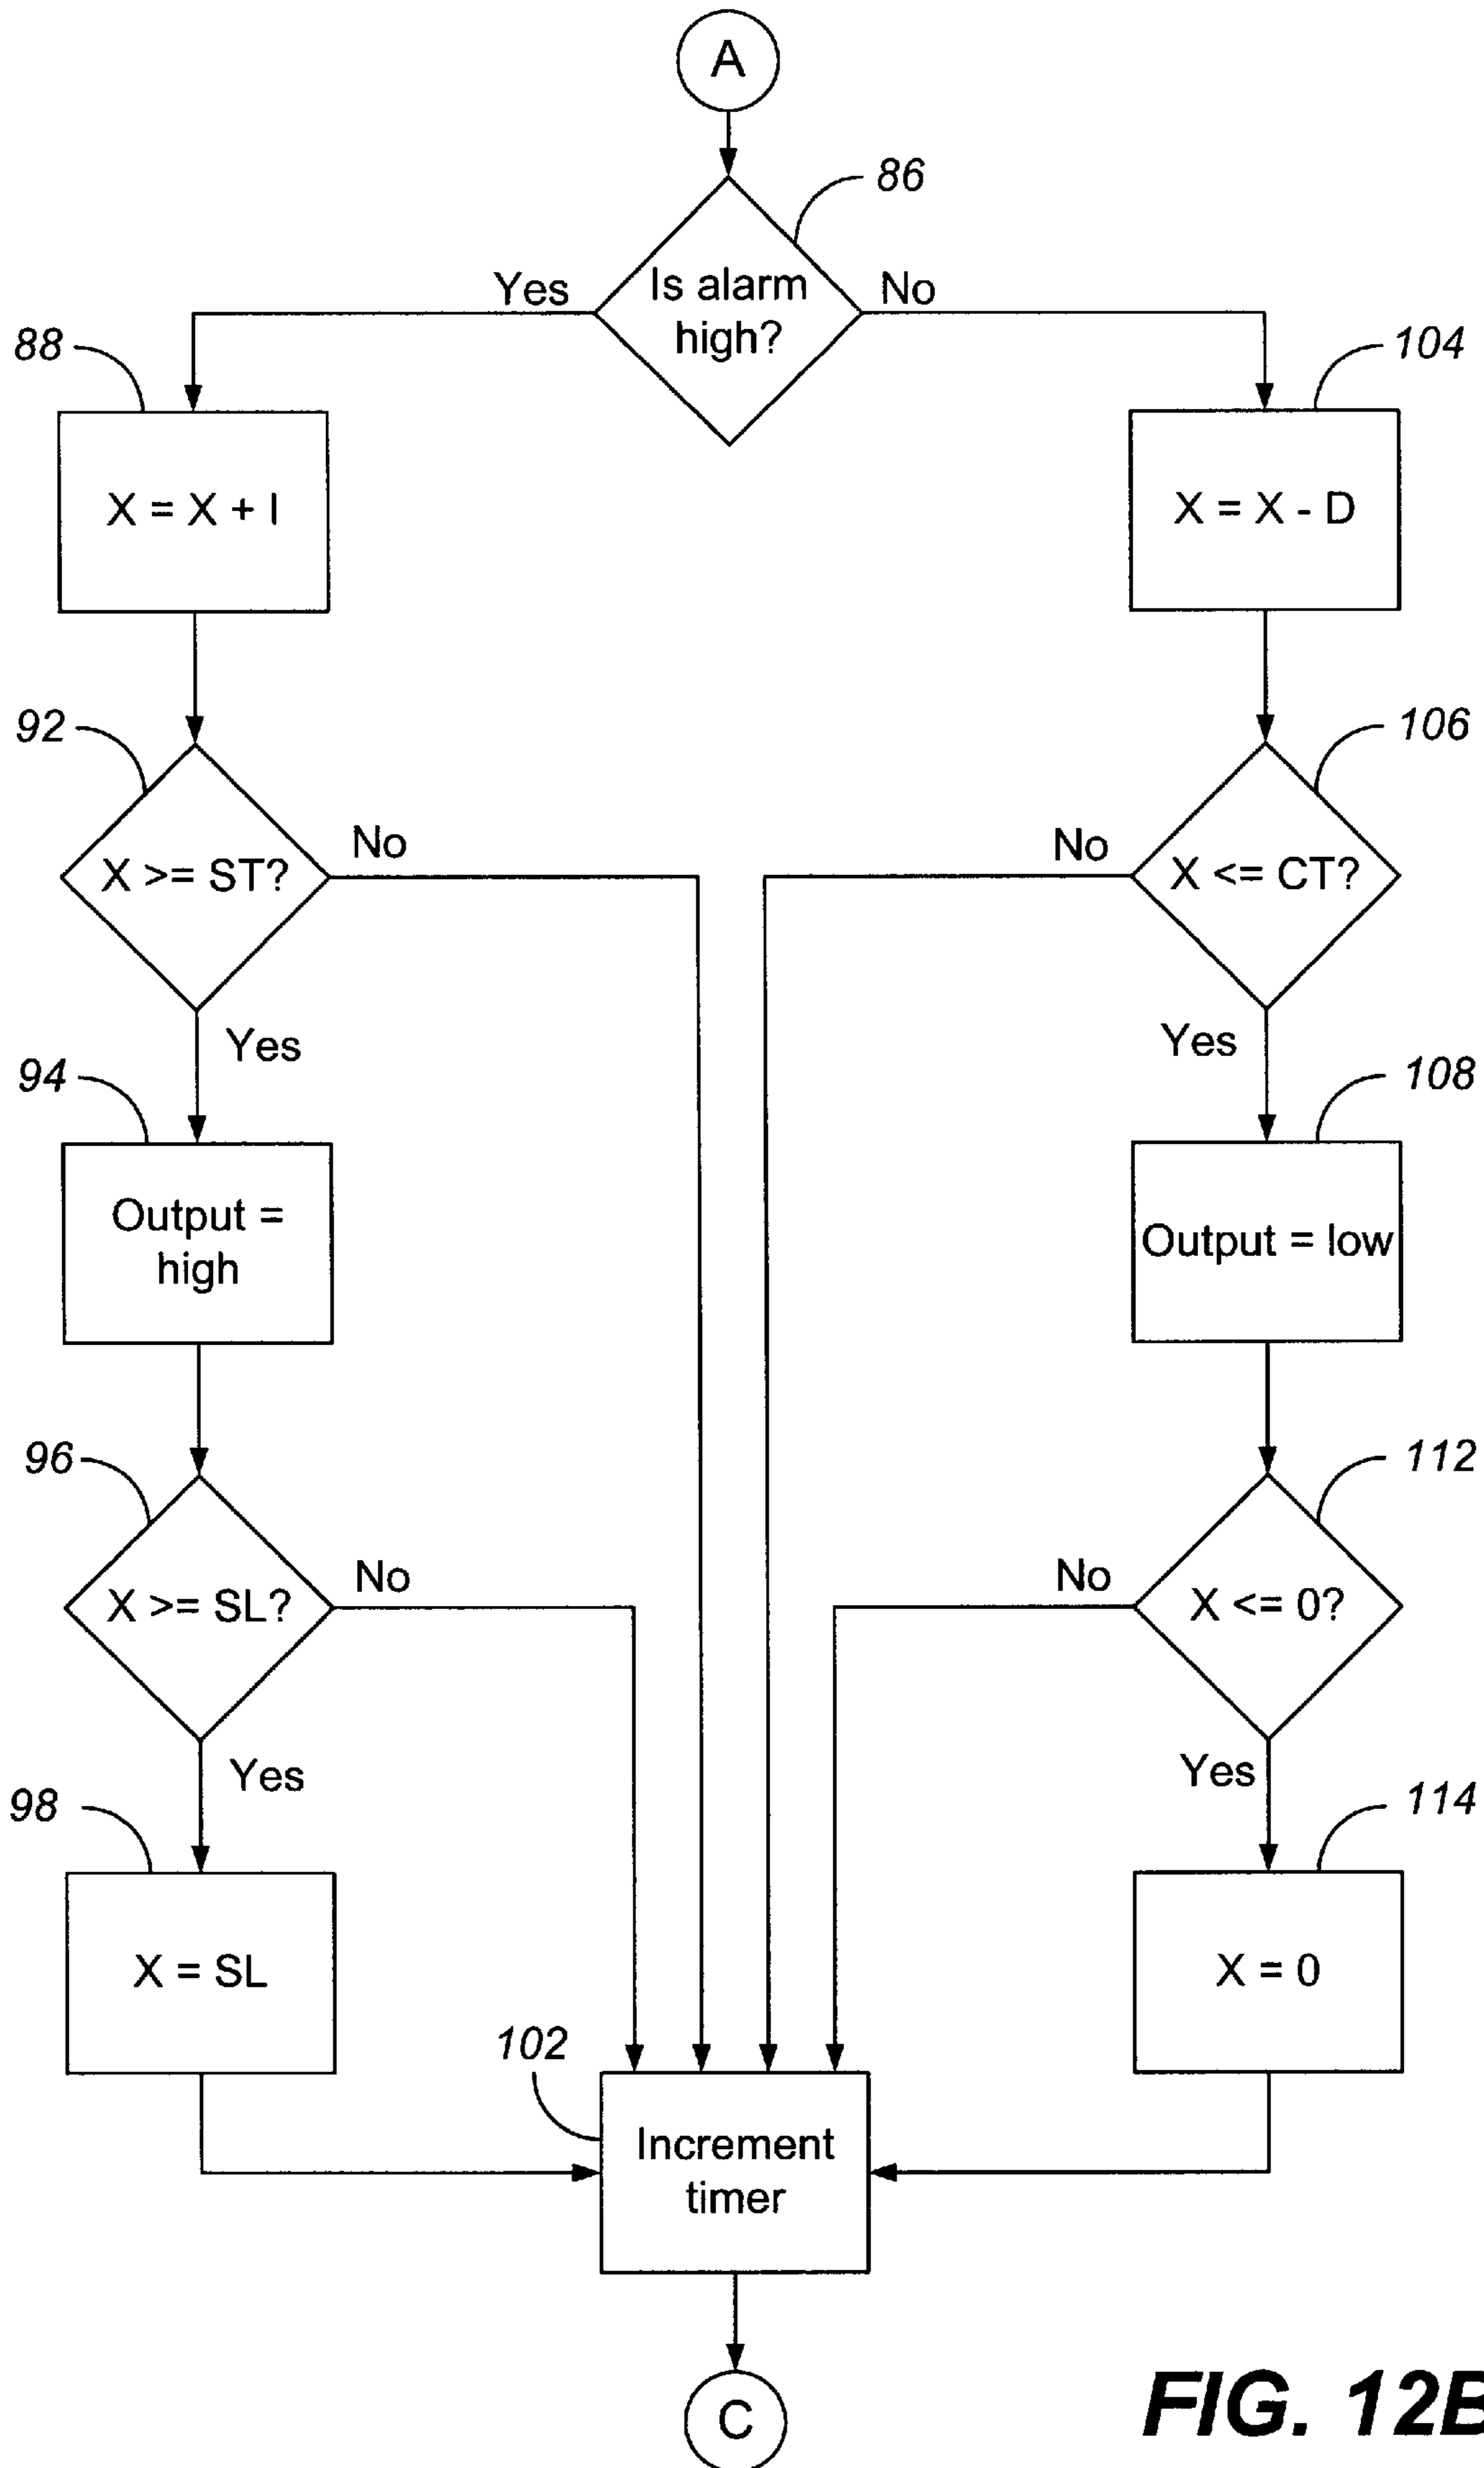 A
86
Yes
Is alarm
high?
No
88
104
X = X + I
X = X - D
92
106
X >= ST?
No
No
X <= CT?
Yes
Yes
94
108
Output =
high
Output = low
96
112
X >= SL?
No
No
X <= 0?
Yes
Yes
98
114
X = SL
X = 0
102
Increment
timer
C
FIG. 12B